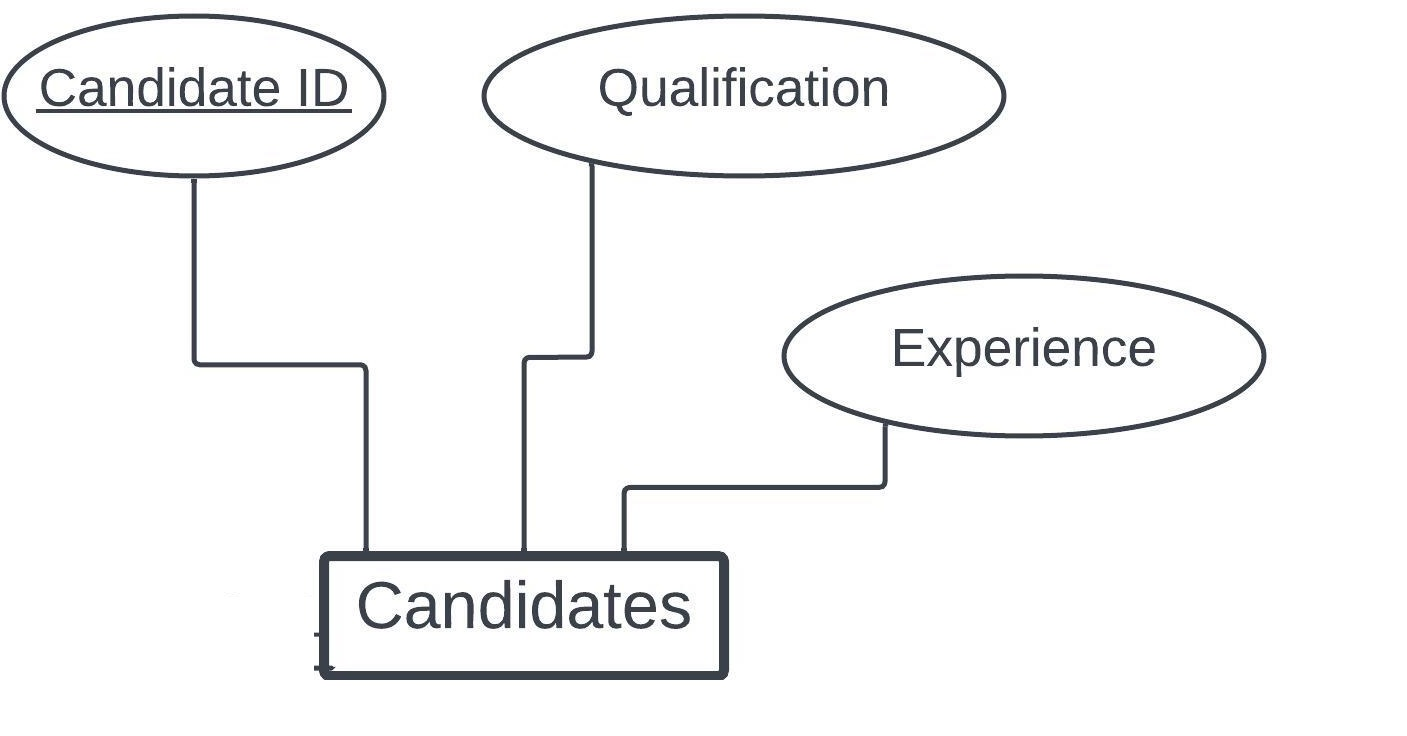 Candidate ID
Qualification
Experience
Candidates